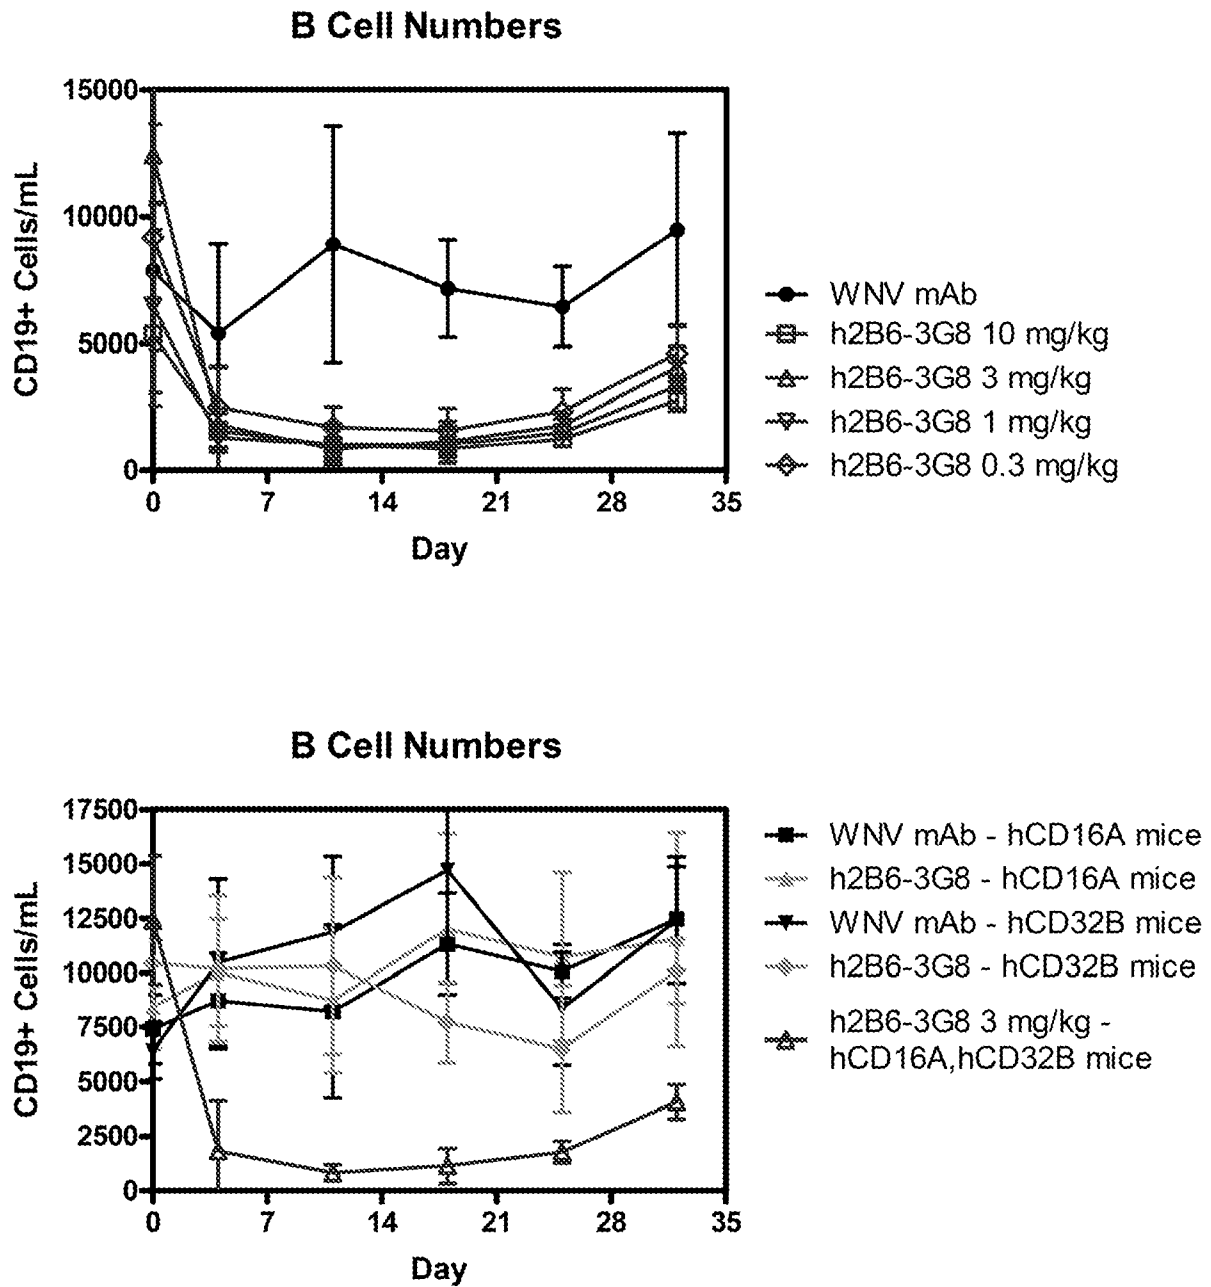 B Cell Numbers
15000
10000
5000
0
CD19+ Cells/mL
0 7 14 21 28 35
Day
WNV mAb
h2B6-3G8 10 mg/kg
h2B6-3G8 3 mg/kg
h2B6-3G8 1 mg/kg
h2B6-3G8 0.3 mg/kg
B Cell Numbers
17500
15000
12500
10000
7500
5000
2500
0
CD19+ Cells/mL
0 7 14 21 28 35
Day
WNV mAb - hCD16A mice
h2B6-3G8 - hCD16A mice
WNV mAb - hCD32B mice
h2B6-3G8 - hCD32B mice
h2B6-3G8 3 mg/kg -
hCD16A,hCD32B mice